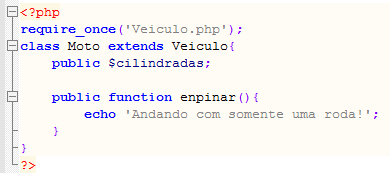 <?php
require_once('Veiculo.php');
class Moto extends Veiculo{
    public $cilindradas;

    public function enpinar(){
        echo 'Andando com somente uma roda!';
    }
}
?>